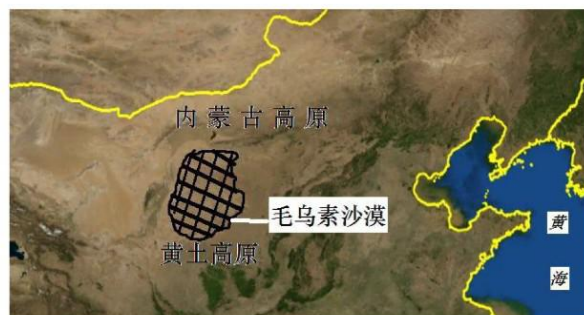 内蒙古高原
毛乌素沙漠
黄土高原
黄
海